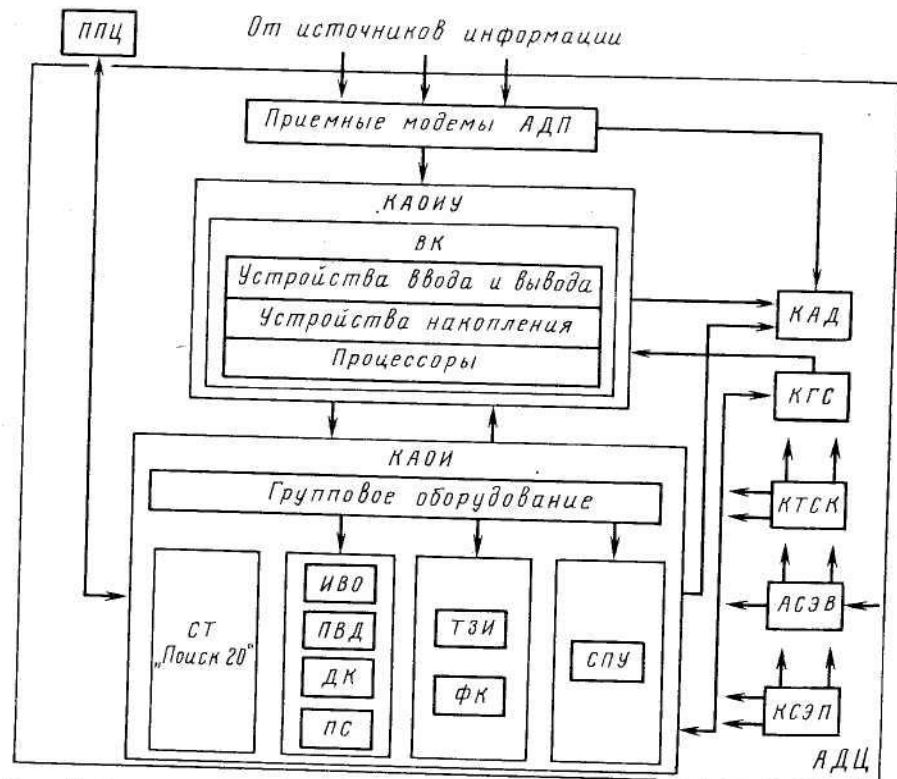 ППЦ
От источников информации
Приемные модемы АДП
КАОИУ
ВК
Устройства ввода и вывода
Устройства накопления
Процессоры
КАД
КГС
КАОИ
Групповое оборудование
КТСК
ИВО
ПВД
ТЗИ
АСЭВ
СТ
„Поиск 20“
СПУ
ДК
ФК
ПС
КСЭП
АДЦ